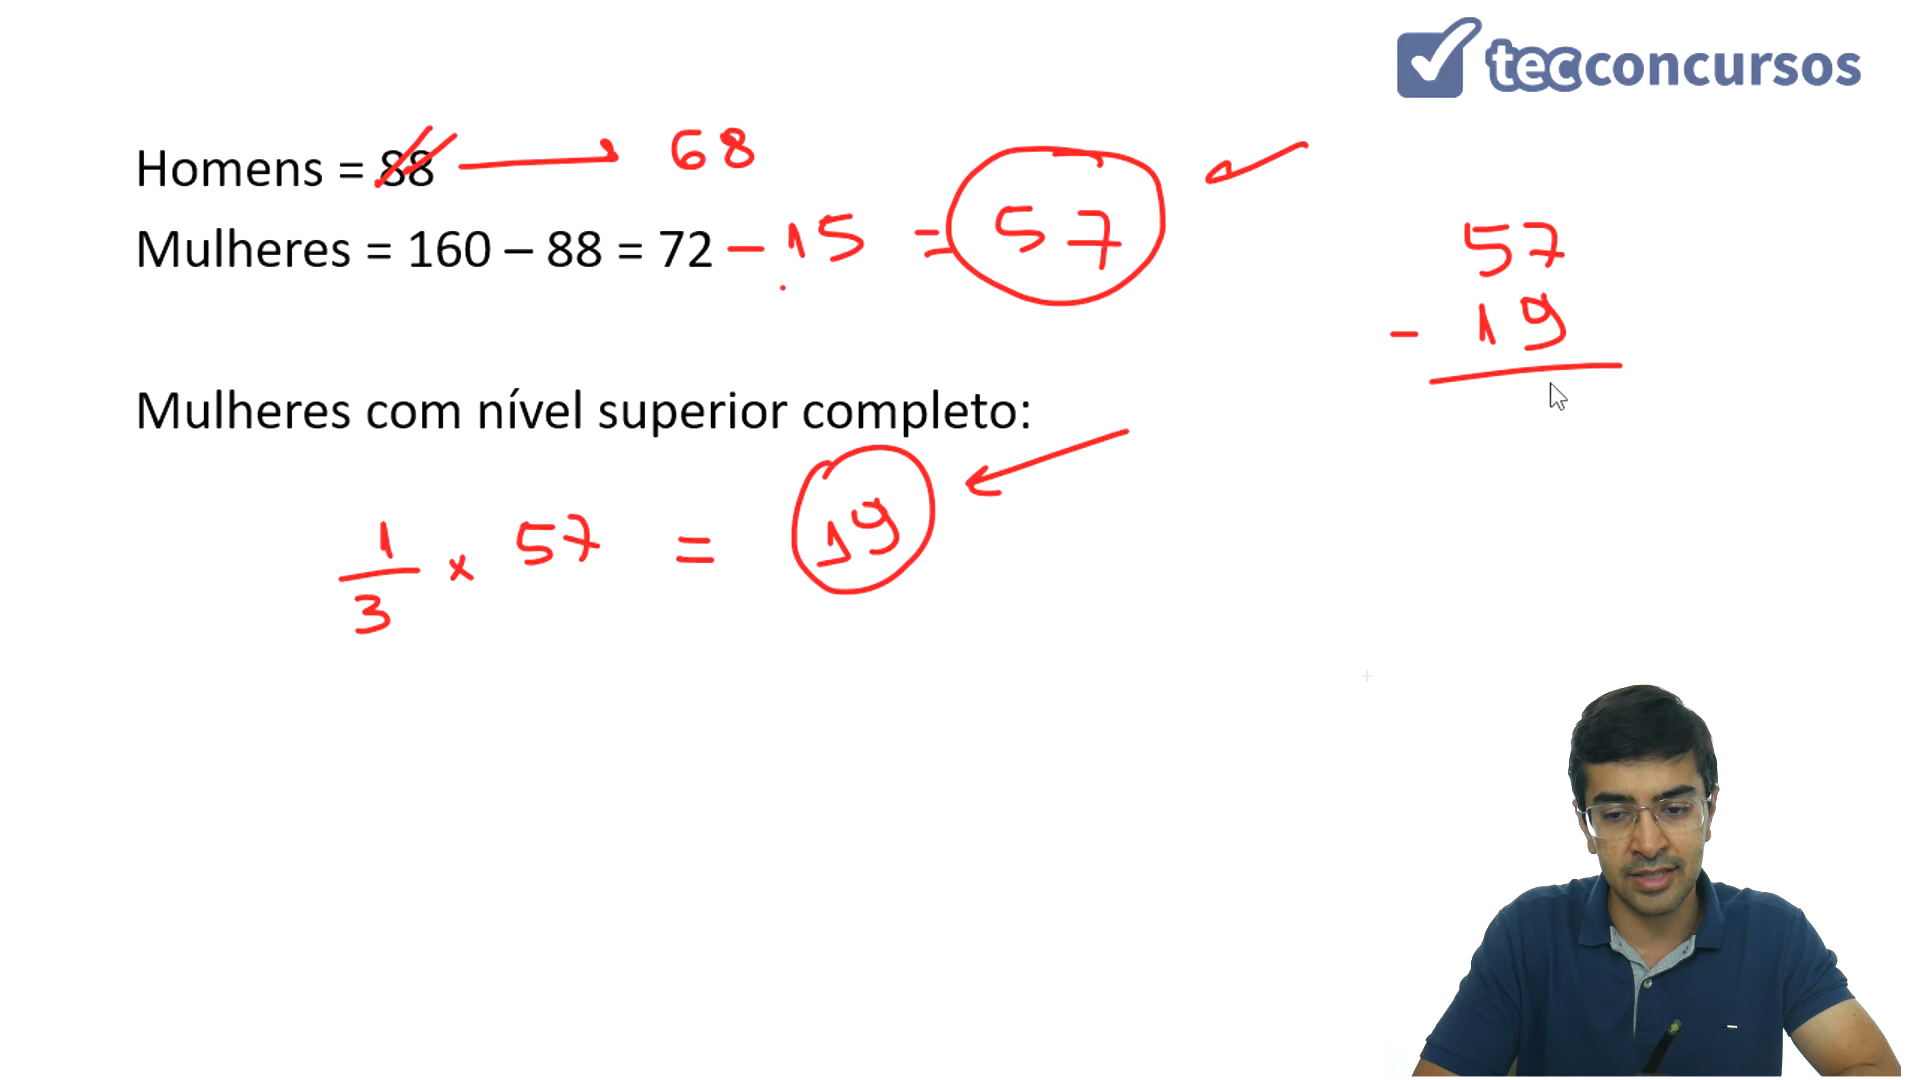 tecconcursos
Homens = 88 68
Mulheres = 160 – 88 = 72 – 15 = 57
57
- 19
Mulheres com nível superior completo:
1/3 x 57 = 19